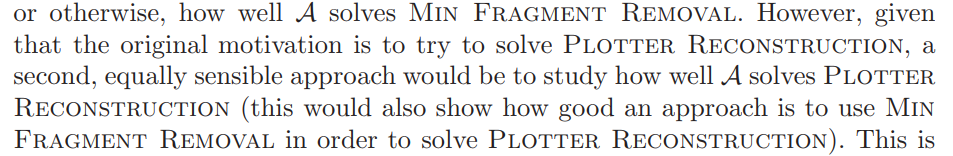 or otherwise, how well 𝒜 solves MIN FRAGMENT REMOVAL. However, given
that the original motivation is to try to solve PLOTTER RECONSTRUCTION, a
second, equally sensible approach would be to study how well 𝒜 solves PLOTTER
RECONSTRUCTION (this would also show how good an approach is to use MIN
FRAGMENT REMOVAL in order to solve PLOTTER RECONSTRUCTION). This is